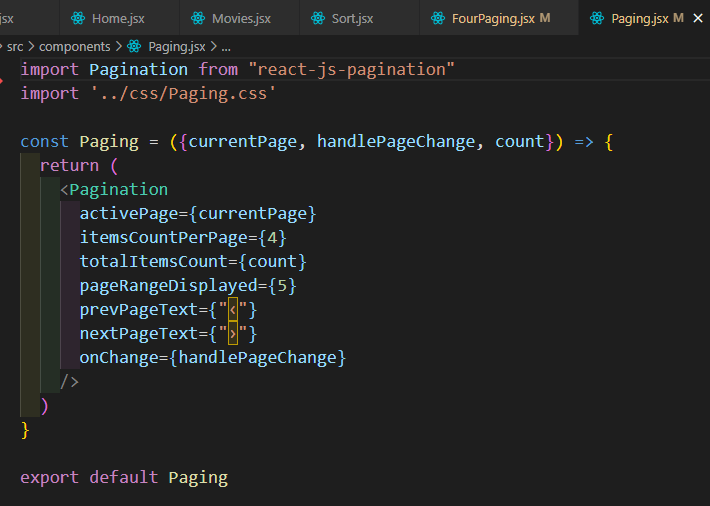 jsx Home.jsx Movies.jsx Sort.jsx FourPaging.jsx M Paging.jsx M ×
> src > components > Paging.jsx > ...
import Pagination from "react-js-pagination"
import '../css/Paging.css'
const Paging = ({currentPage, handlePageChange, count}) => {
return (
<Pagination
activePage={currentPage}
itemsCountPerPage={4}
totalItemsCount={count}
pageRangeDisplayed={5}
prevPageText={"‹"}
nextPageText={"›"}
onChange={handlePageChange}
/>
)
}
export default Paging